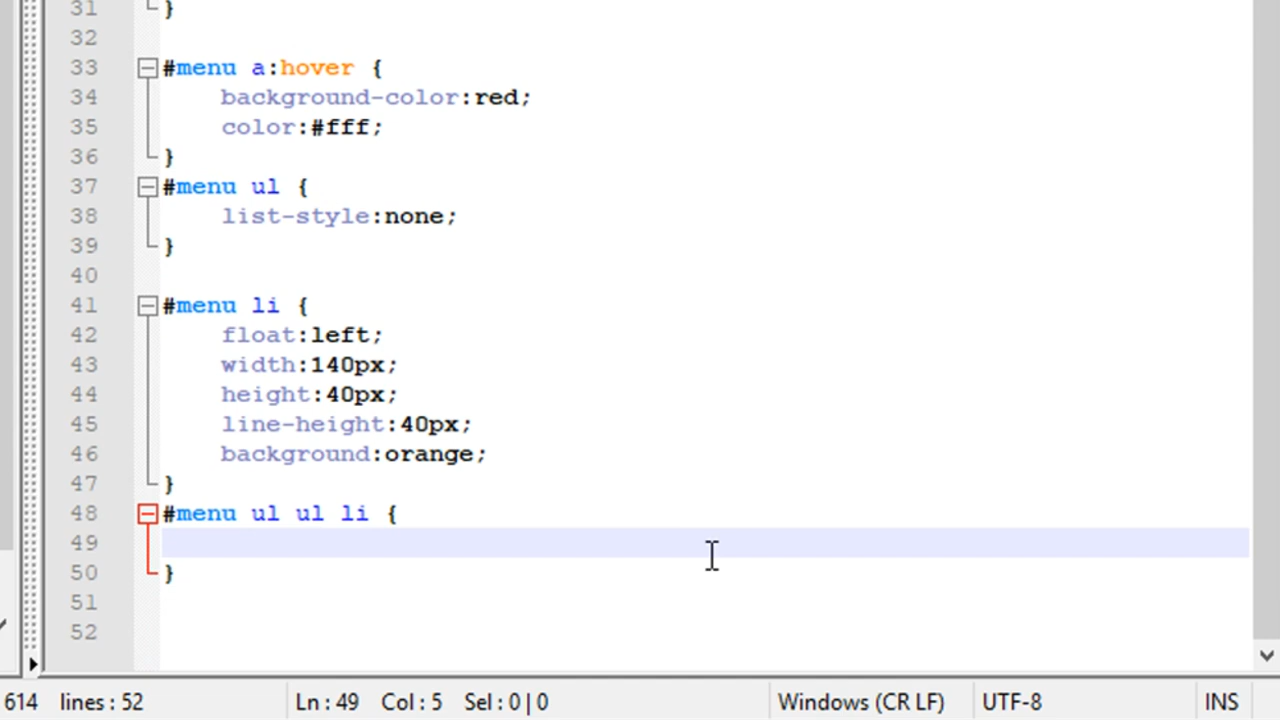 31 }
32
33 #menu a:hover {
34 background-color:red;
35 color:#fff;
36 }
37 #menu ul {
38 list-style:none;
39 }
40
41 #menu li {
42 float:left;
43 width:140px;
44 height:40px;
45 line-height:40px;
46 background:orange;
47 }
48 #menu ul ul li {
49
50 }
51
52
614 lines : 52 Ln : 49 Col : 5 Sel : 0 | 0 Windows (CR LF) UTF-8 INS